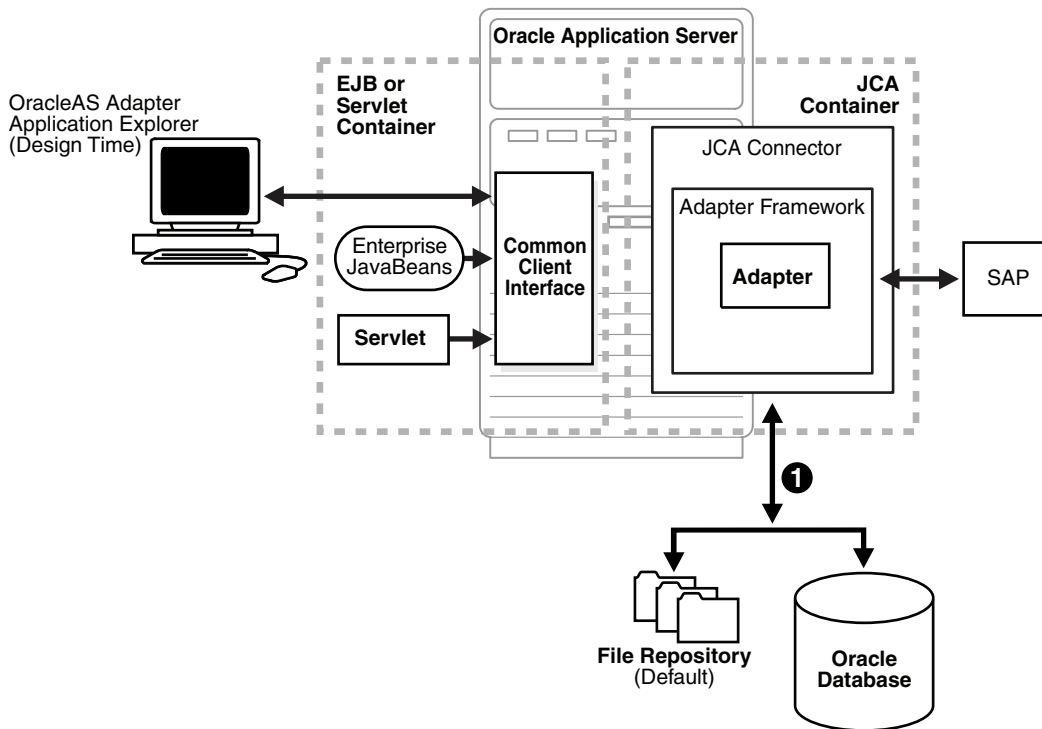 Oracle Application Server
OracleAS Adapter
Application Explorer
(Design Time)
EJB or
Servlet
Container
JCA
Container
JCA Connector
Adapter Framework
Adapter
Enterprise
JavaBeans
Common
Client
Interface
Servlet
SAP
1
File Repository
(Default)
Oracle
Database